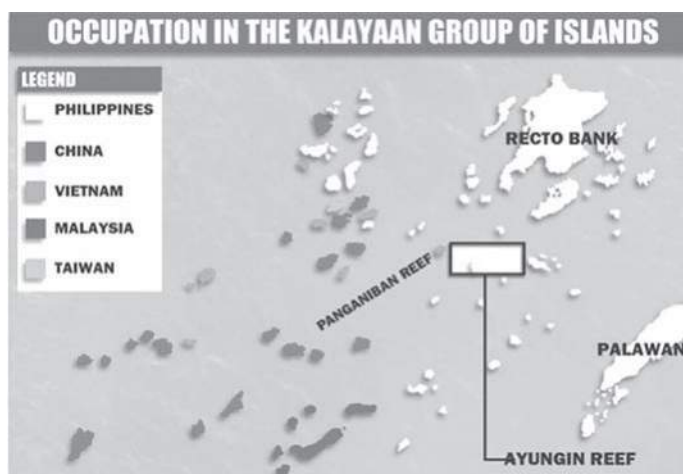 OCCUPATION IN THE KALAYAAN GROUP OF ISLANDS
LEGEND
PHILIPPINES
CHINA
VIETNAM
MALAYSIA
TAIWAN
RECTO BANK
PANGANIBAN REEF
PALAWAN
AYUNGIN REEF